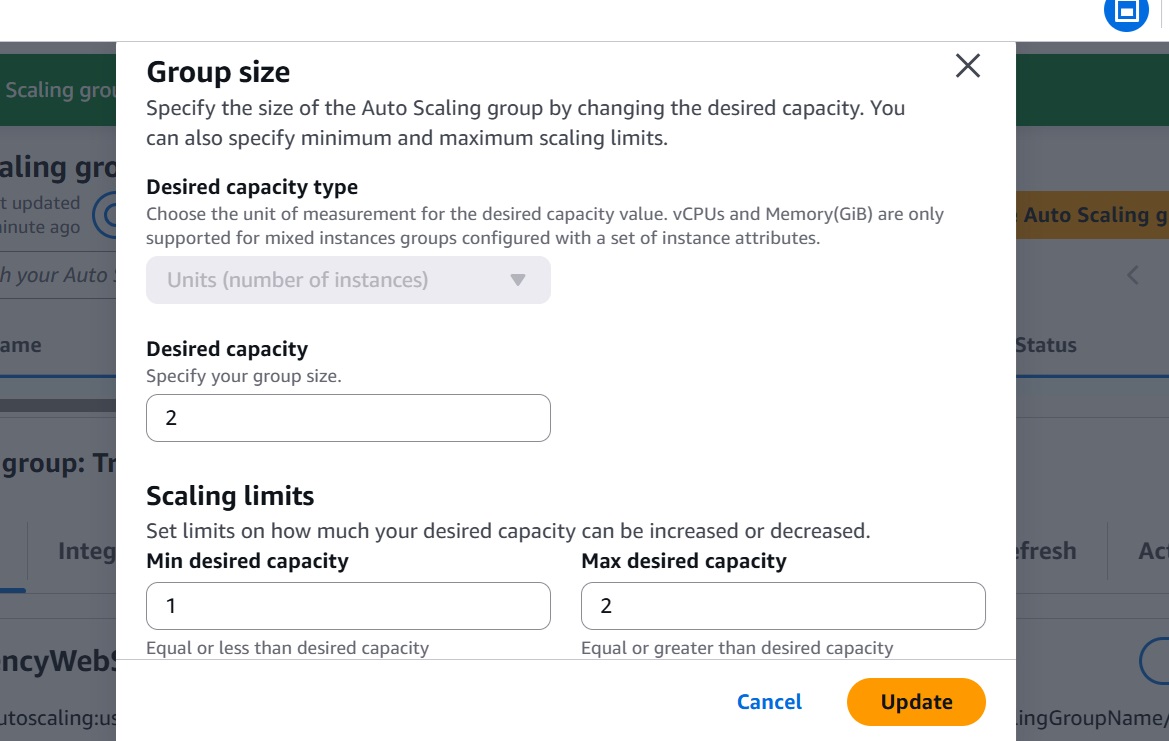 Group size
Specify the size of the Auto Scaling group by changing the desired capacity. You
can also specify minimum and maximum scaling limits.
Scaling grou
aling gro
t updated
inute ago
Desired capacity type
Choose the unit of measurement for the desired capacity value. vCPUs and Memory(GiB) are only
supported for mixed instances groups configured with a set of instance attributes.
Auto Scaling g
h your Auto
Units (number of instances)
ame
Desired capacity
Status
Specify your group size.
2
group: Tr
Scaling limits
Set limits on how much your desired capacity can be increased or decreased.
Integ
Min desired capacity
Max desired capacity
efresh
Act
1
2
Equal or less than desired capacity
Equal or greater than desired capacity
ncyWebS
Cancel
Update
utoscaling:us
lingGroupName/